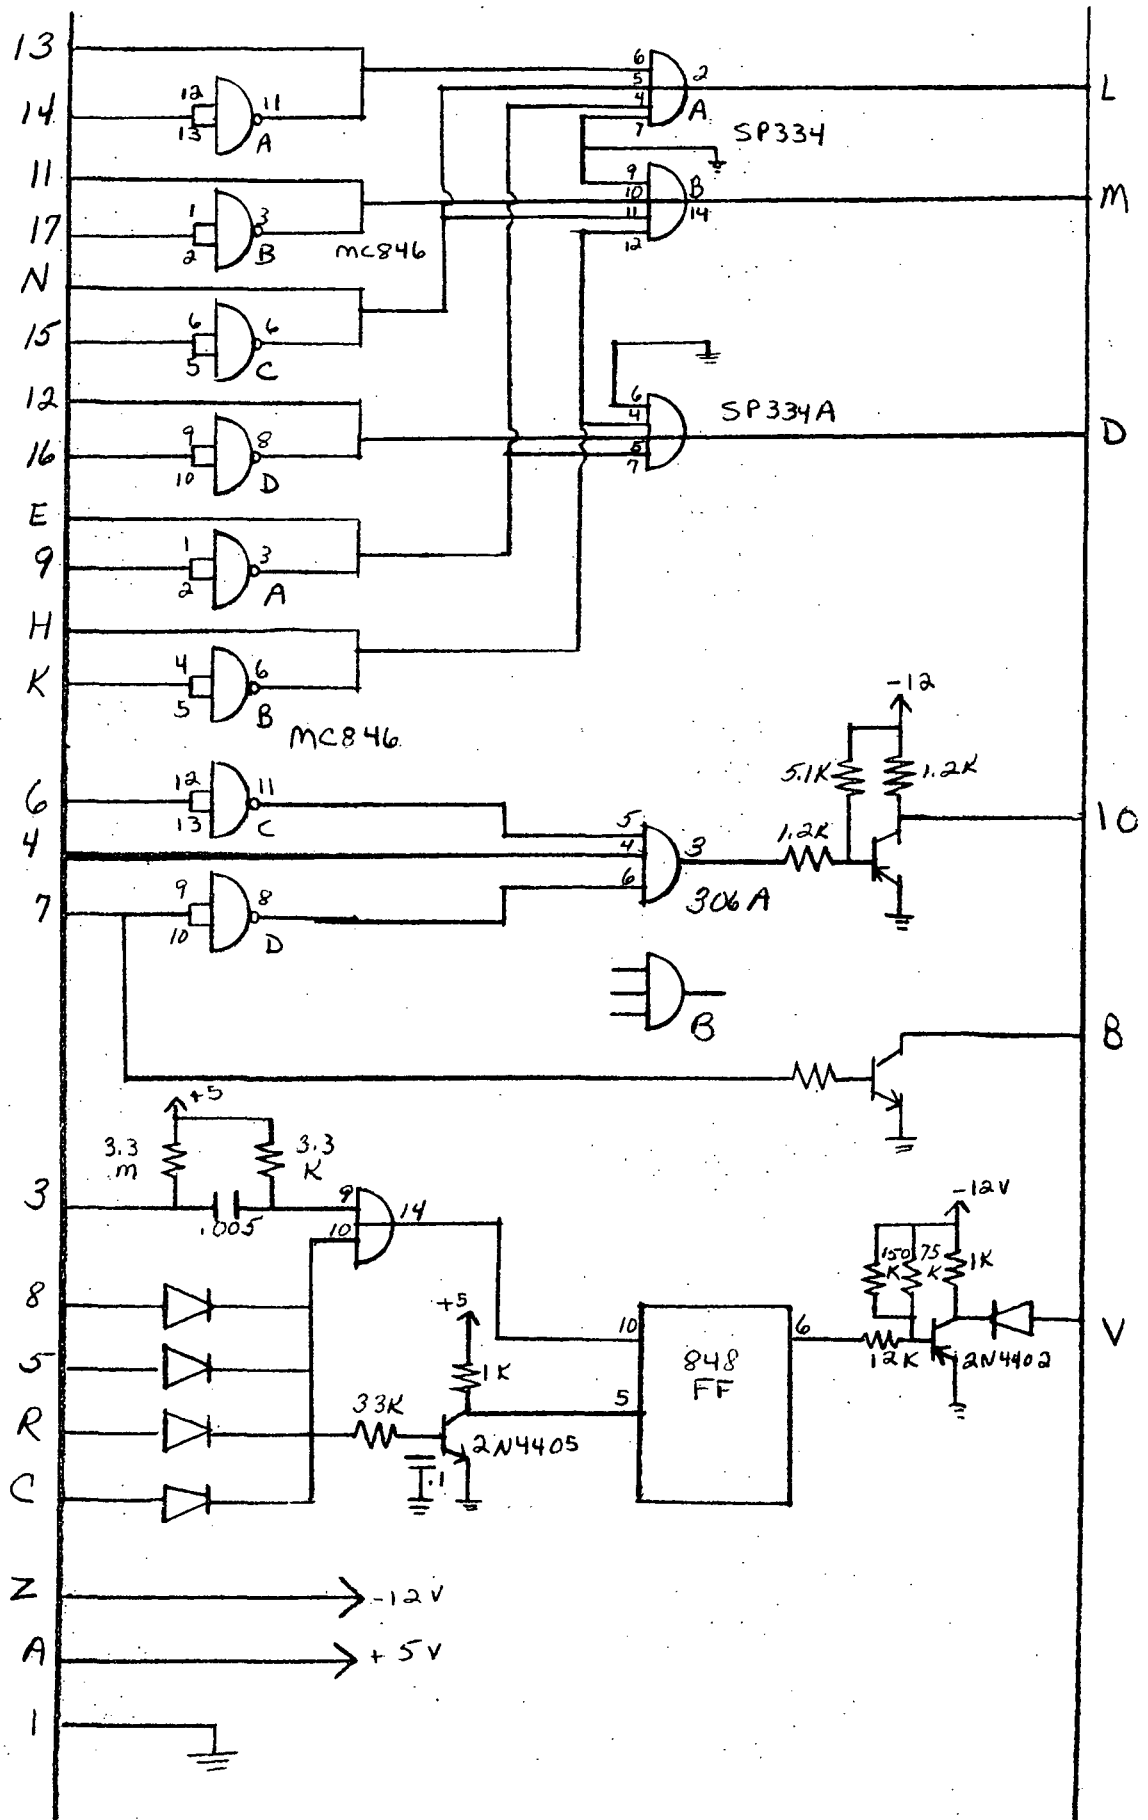 13
6
2
12
11
5
L
14
4
13
A
A
7
SP334
11
9
B
1
3
10
14
M
17
11
2
B
MC846
12
N
6
6
15
5
C
12
6
4
SP334A
D
9
8
16
5
10
D
7
E
1
3
9
2
A
H
4
6
K
5
B
-12
MC846
5.1K
1.2K
12
11
6
13
C
5
1.2K
10
4
4
3
6
9
8
306A
7
10
D
B
B
+5
3.3
M
3.3
K
3
9
14
-12V
.005
10
150
K
75
K
1K
8
+5
10
6
V
848
FF
12K
2N4402
5
1K
33K
5
R
2N4405
.1
C
Z
-12V
A
+5V
1